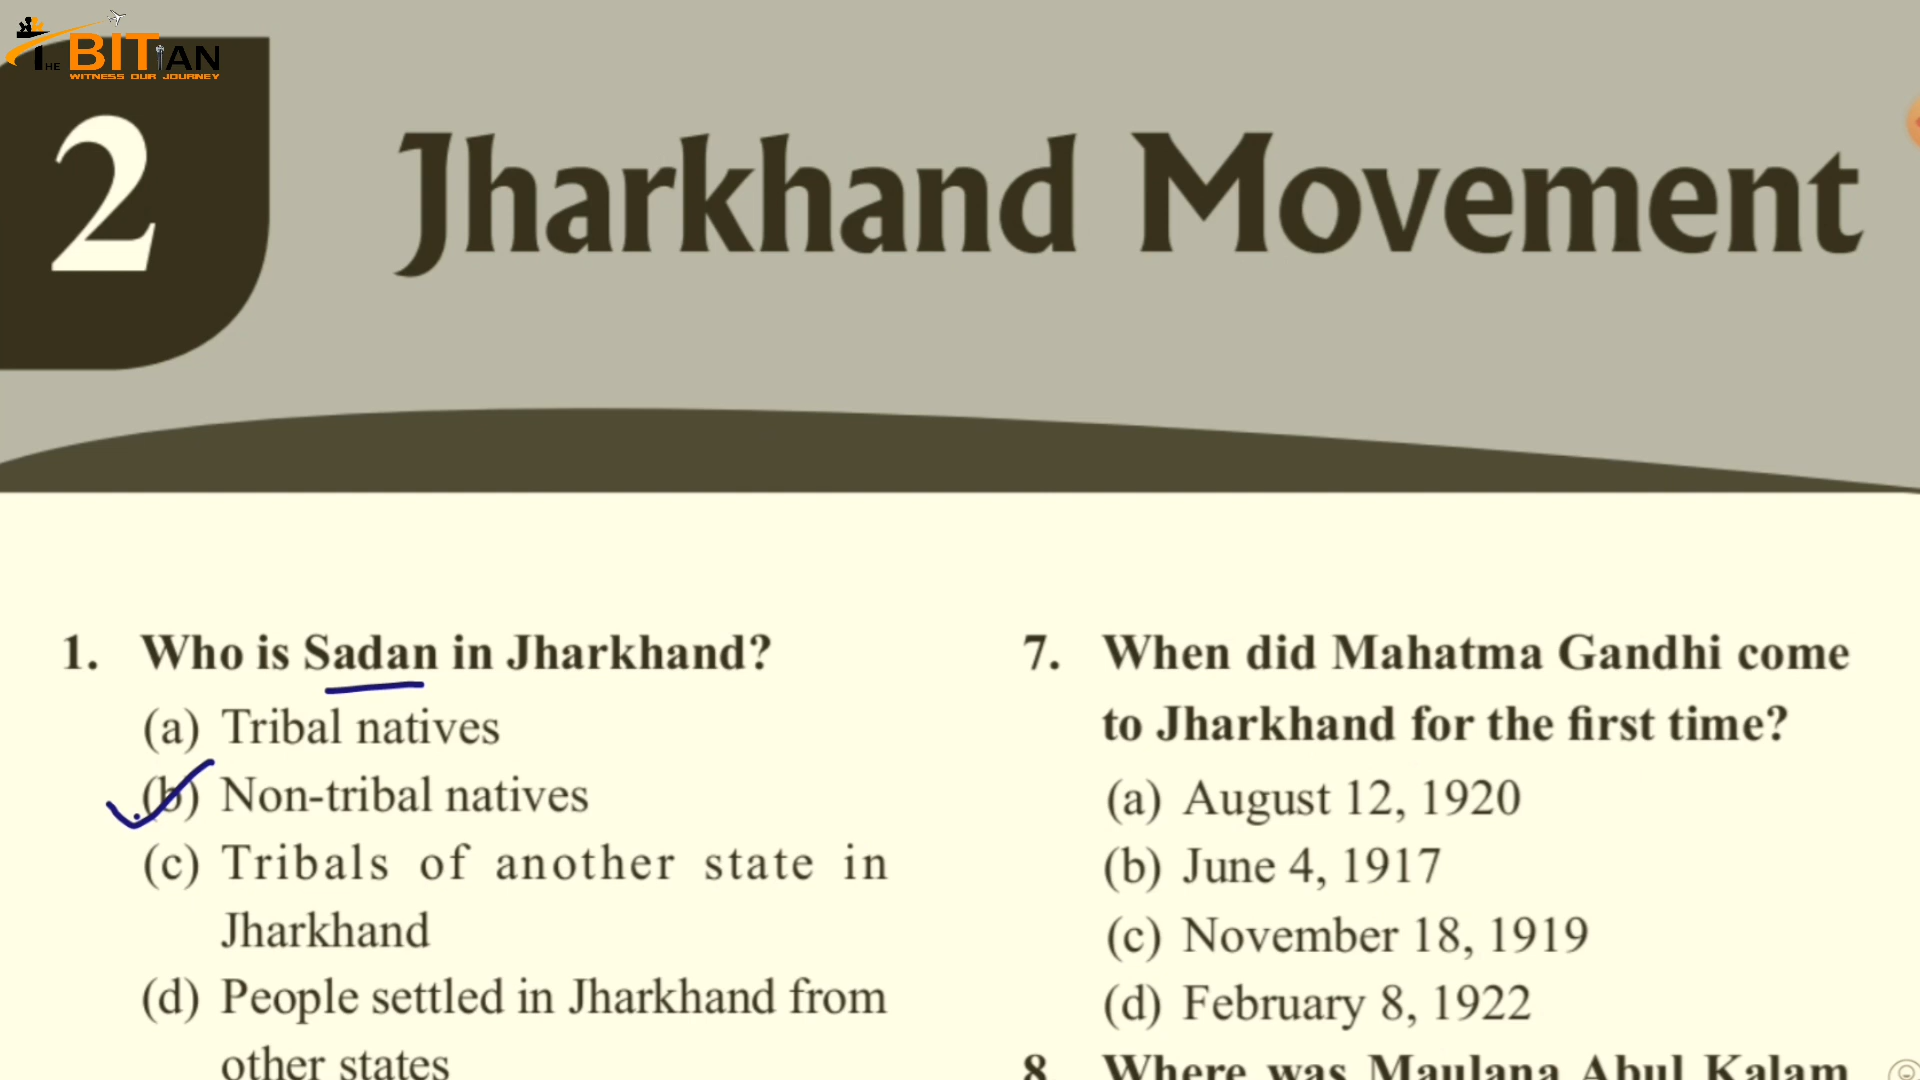 THE BITIAN
WITNESS OUR JOURNEY
2
Jharkhand Movement
1. Who is Sadan in Jharkhand?
(a) Tribal natives
(b) Non-tribal natives
(c) Tribals of another state in
Jharkhand
(d) People settled in Jharkhand from
other states
7. When did Mahatma Gandhi come
to Jharkhand for the first time?
(a) August 12, 1920
(b) June 4, 1917
(c) November 18, 1919
(d) February 8, 1922
8. Where was Maulana Abul Kalam